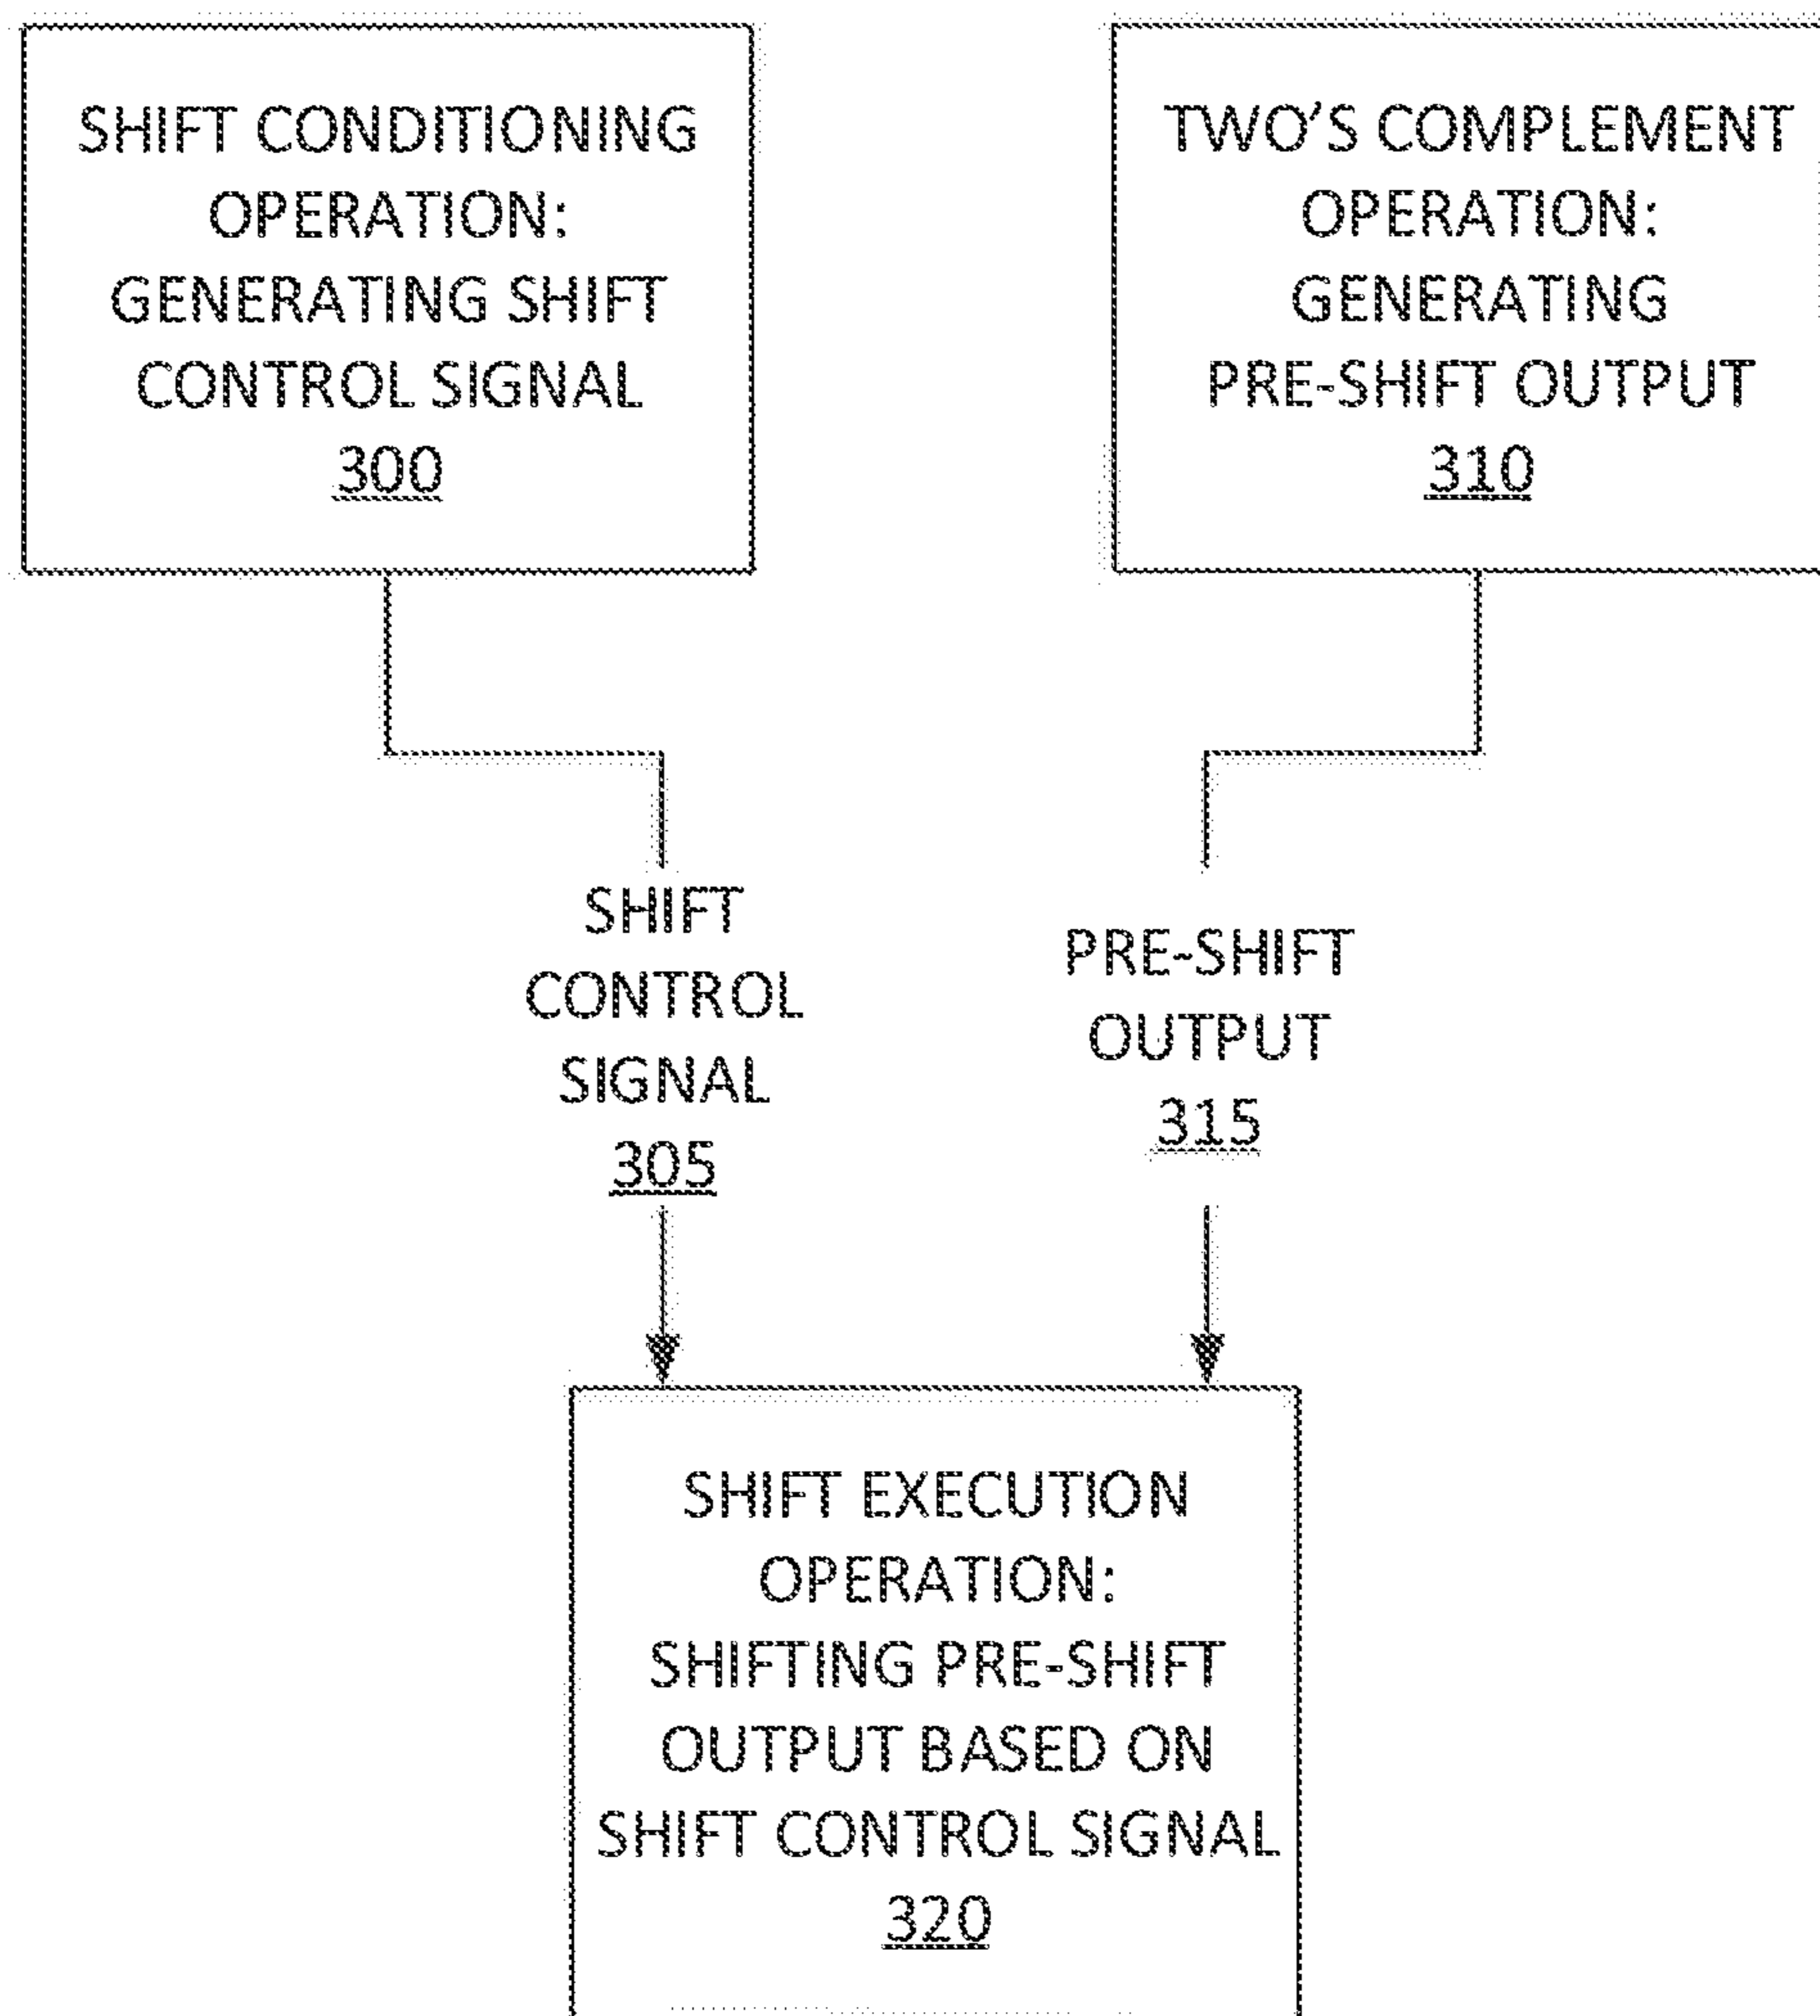 SHIFT CONDITIONING
OPERATION:
GENERATING SHIFT
CONTROL SIGNAL
300
TWO'S COMPLEMENT
OPERATION:
GENERATING
PRE-SHIFT OUTPUT
310
SHIFT
CONTROL
SIGNAL
305
PRE-SHIFT
OUTPUT
315
SHIFT EXECUTION
OPERATION:
SHIFTING PRE-SHIFT
OUTPUT BASED ON
SHIFT CONTROL SIGNAL
320